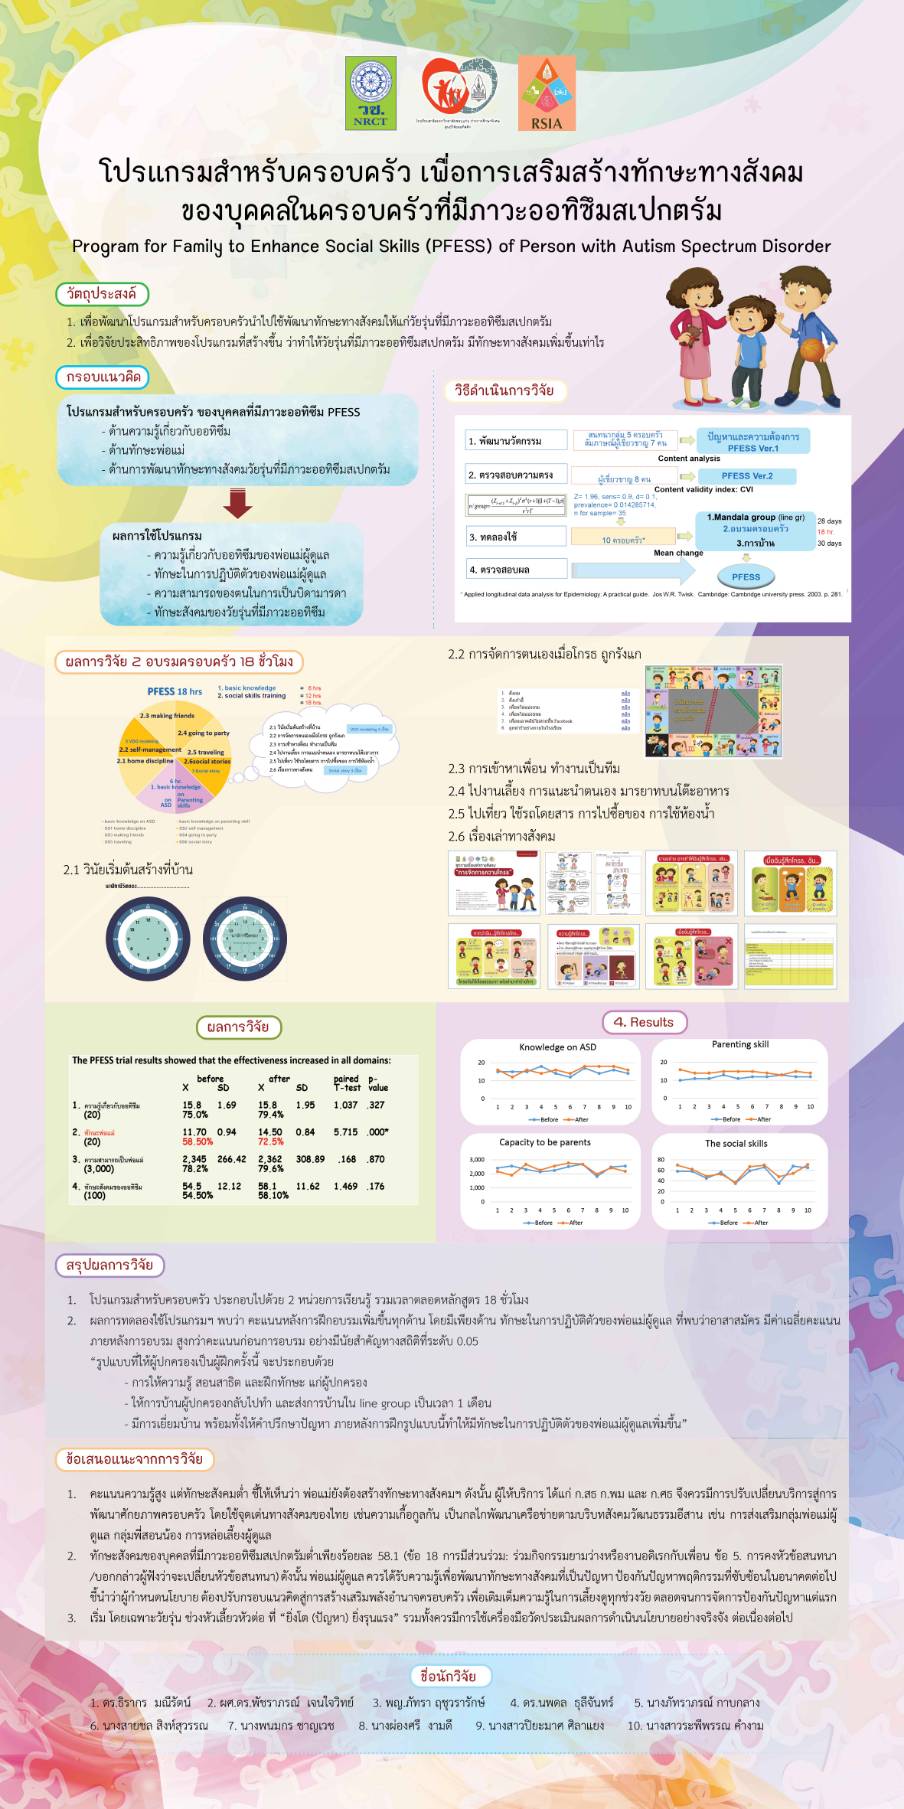 วช.
NRCT
RSIA
โปรแกรมสำหรับครอบครัว เพื่อการเสริมสร้างทักษะทางสังคม
ของบุคคลในครอบครัวที่มีภาวะออทิซึมสเปกตรัม
Program for Family to Enhance Social Skills (PFESS) of Person with Autism Spectrum Disorder
วัตถุประสงค์
1. เพื่อพัฒนาโปรแกรมสำหรับครอบครัวนำไปใช้พัฒนาทักษะทางสังคมให้แก่วัยรุ่นที่มีภาวะออทิซึมสเปกตรัม
2. เพื่อวิจัยประสิทธิภาพของโปรแกรมที่สร้างขึ้น ว่าทำให้วัยรุ่นที่มีภาวะออทิซึมสเปกตรัม มีทักษะทางสังคมเพิ่มขึ้นเท่าไร
กรอบแนวคิด
โปรแกรมสำหรับครอบครัว ของบุคคลที่มีภาวะออทิซึม PFESS
- ด้านความรู้เกี่ยวกับออทิซึม
- ด้านทักษะพ่อแม่
- ด้านการพัฒนาทักษะทางสังคมวัยรุ่นที่มีภาวะออทิซึมสเปกตรัม
ผลการใช้โปรแกรม
- ความรู้เกี่ยวกับออทิซึมของพ่อแม่ผู้ดูแล
- ทักษะในการปฏิบัติตัวของพ่อแม่ผู้ดูแล
- ความสามารถของตนในการเป็นบิดามารดา
- ทักษะสังคมของวัยรุ่นที่มีภาวะออทิซึม
วิธีดำเนินการวิจัย
1. พัฒนานวัตกรรม
สนทนากลุ่ม 5 ครอบครัว
สัมภาษณ์ผู้เชี่ยวชาญ 7 คน
ปัญหาและความต้องการ
PFESS Ver.1
Content analysis
2. ตรวจสอบความตรง
ผู้เชี่ยวชาญ 8 คน
PFESS Ver.2
Content validity index: CVI
Z= 1.96, sens= 0.9, d= 0.1,
prevalence= 0.014285714,
n for sample= 35
3. ทดลองใช้
10 ครอบครัว*
1.Mandala group (line gr)
2.อบรมครอบครัว
3.การบ้าน
28 days
18 hr.
30 days
Mean change
4. ตรวจสอบผล
PFESS
* Applied longitudinal data analysis for Epidemiology. A practical guide. Jos W.R. Twisk. Cambridge: Cambridge university press. 2003. p. 281.
ผลการวิจัย 2 อบรมครอบครัว 18 ชั่วโมง
PFESS 18 hrs
1. basic knowledge = 6 hrs
2. social skills training = 12 hrs
= 18 hrs
2.3 making friends
2.4 going to party
2.2 self-management
2.5 traveling
2.1 home discipline
2.6social stories
6 hr.
1. basic knowledge
on ASD
on Parenting skills
2.1 วินัยเริ่มต้นสร้างที่บ้าน
2.2 การจัดการตนเองเมื่อโกรธ ถูกรังแก
2.3 การเข้าหาเพื่อน ทำงานเป็นทีม
2.4 ไปงานเลี้ยง การแนะนำตนเอง มารยาทบนโต๊ะอาหาร
2.5 ไปเที่ยว ใช้รถโดยสาร การไปซื้อของ การใช้ห้องน้ำ
2.6 เรื่องเล่าทางสังคม
ผลการวิจัย
The PFESS trial results showed that the effectiveness increased in all domains:
before after paired p-
X SD X SD T-test value
1. ความรู้เกี่ยวกับออทิซึม 15.8 1.69 15.8 1.95 1.037 .327
(20) 75.0% 79.4%
2. ทักษะพ่อแม่ 11.70 0.94 14.50 0.84 5.715 .000*
(20) 58.50% 72.5%
3. ความสามารถเป็นพ่อแม่ 2,345 266.42 2,362 308.89 .168 .870
(3,000) 78.2% 79.6%
4. ทักษะสังคมของออทิซึม 54.5 12.12 58.1 11.62 1.469 .176
(100) 54.50% 58.10%
4. Results
Knowledge on ASD
20
10
0
1 2 3 4 5 6 7 8 9 10
Before After
Parenting skill
20
10
0
1 2 3 4 5 6 7 8 9 10
Before After
Capacity to be parents
3,000
2,000
1,000
0
1 2 3 4 5 6 7 8 9 10
Before After
The social skills
80
60
40
20
0
1 2 3 4 5 6 7 8 9 10
Before After
สรุปผลการวิจัย
1. โปรแกรมสำหรับครอบครัว ประกอบไปด้วย 2 หน่วยการเรียนรู้ รวมเวลาตลอดหลักสูตร 18 ชั่วโมง
2. ผลการทดลองใช้โปรแกรมฯ พบว่า คะแนนหลังการฝึกอบรมเพิ่มขึ้นทุกด้าน โดยมีเพียงด้าน ทักษะในการปฏิบัติตัวของพ่อแม่ผู้ดูแล ที่พบว่าอาสาสมัคร มีค่าเฉลี่ยคะแนน
ภายหลังการอบรม สูงกว่าคะแนนก่อนการอบรม อย่างมีนัยสำคัญทางสถิติที่ระดับ 0.05
“รูปแบบที่ให้ผู้ปกครองเป็นผู้ฝึกครั้งนี้ จะประกอบด้วย
- การให้ความรู้ สอนสาธิต และฝึกทักษะ แก่ผู้ปกครอง
- ให้การบ้านผู้ปกครองกลับไปทำ และส่งการบ้านใน line group เป็นเวลา 1 เดือน
- มีการเยี่ยมบ้าน พร้อมทั้งให้คำปรึกษาปัญหา ภายหลังการฝึกรูปแบบนี้ทำให้มีทักษะในการปฏิบัติตัวของพ่อแม่ผู้ดูแลเพิ่มขึ้น”
ข้อเสนอแนะจากการวิจัย
1. คะแนนความรู้สูง แต่ทักษะสังคมต่ำ ชี้ให้เห็นว่า พ่อแม่ยังต้องสร้างทักษะทางสังคมฯ ดังนั้น ผู้ให้บริการ ได้แก่ ก.สธ ก.พม และ ก.ศธ จึงควรมีการปรับเปลี่ยนบริการสู่การ
พัฒนาศักยภาพครอบครัว โดยใช้จุดเด่นทางสังคมของไทย เช่นความเกื้อกูลกัน เป็นกลไกพัฒนาเครือข่ายตามบริบทสังคมวัฒนธรรมอีสาน เช่น การส่งเสริมกลุ่มพ่อแม่ผู้
ดูแล กลุ่มพี่สอนน้อง การหล่อเลี้ยงผู้ดูแล
2. ทักษะสังคมของบุคคลที่มีภาวะออทิซึมสเปกตรัมต่ำเพียงร้อยละ 58.1 (ข้อ 18 การมีส่วนร่วม: ร่วมกิจกรรมยามว่างหรืองานอดิเรกกับเพื่อน ข้อ 5. การคงหัวข้อสนทนา
/บอกกล่าวผู้ฟังว่าจะเปลี่ยนหัวข้อสนทนา) ดังนั้น พ่อแม่ผู้ดูแล ควรได้รับความรู้เพื่อพัฒนาทักษะทางสังคมที่เป็นปัญหา ป้องกันปัญหาพฤติกรรมที่ซับซ้อนในอนาคตต่อไป
ชี้นำว่าผู้กำหนดนโยบาย ต้องปรับกรอบแนวคิดสู่การสร้างเสริมพลังอำนาจครอบครัว เพื่อเติมเต็มความรู้ในการเลี้ยงดูทุกช่วงวัย ตลอดจนการจัดการป้องกันปัญหาแต่แรก
3. เริ่ม โดยเฉพาะวัยรุ่น ช่วงหัวเลี้ยวหัวต่อ ที่ “ยิ่งโต (ปัญหา) ยิ่งรุนแรง” รวมทั้งควรมีการใช้เครื่องมือวัดประเมินผลการดำเนินนโยบายอย่างจริงจัง ต่อเนื่องต่อไป
ชื่อนักวิจัย
1. ดร.ธิรากร มณีรัตน์ 2. ผศ.ดร.พัชราภรณ์ เจนใจวิทย์ 3. พญ.ภัทรา ฤชุวรารักษ์ 4. ดร.นพดล ธุลีจันทร์ 5. นางภัทราภรณ์ กาบกลาง
6. นางสายชล สิงห์สุวรรณ 7. นางพนมกร ชาญเวช 8. นางผ่องศรี งามดี 9. นางสาวปิยะมาศ ศิลาแยง 10. นางสาวระพีพรรณ คำงาม